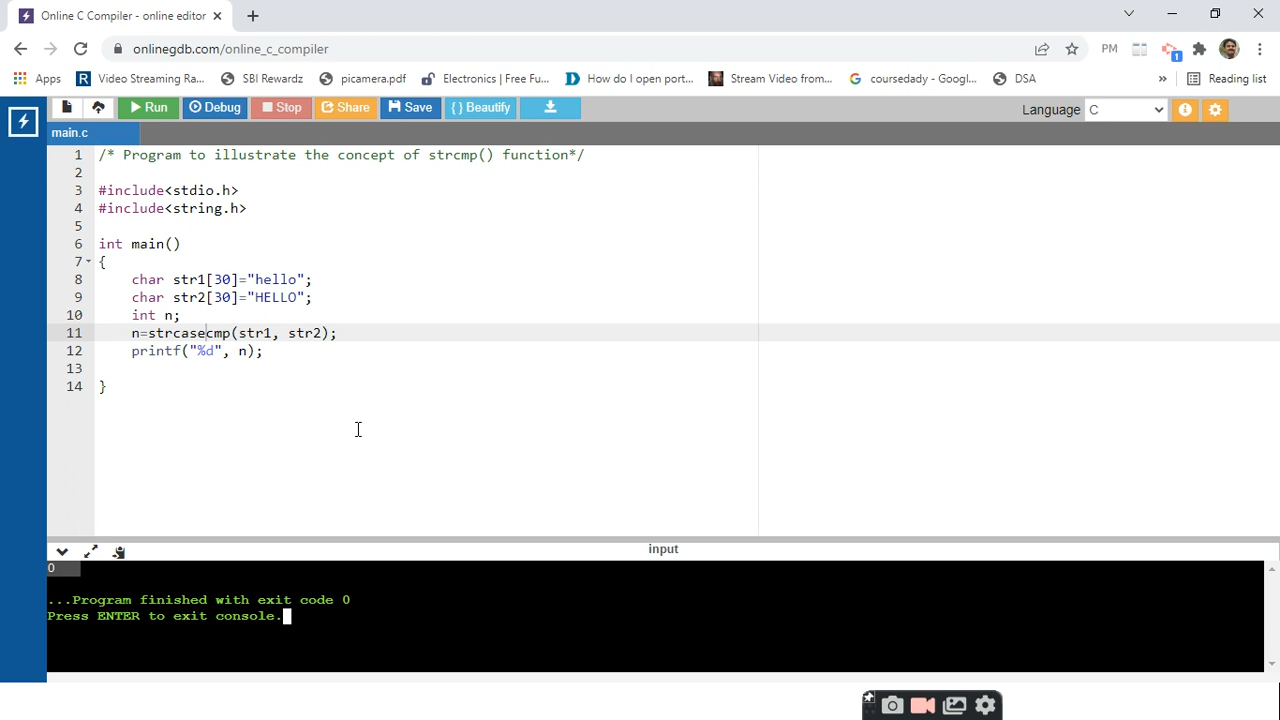 Online C Compiler - online editor
onlinegdb.com/online_c_compiler
PM
1
Apps
R
Video Streaming Ra...
SBI Rewardz
picamera.pdf
Electronics | Free Fu...
How do I open port...
Stream Video from...
coursedady - Googl...
DSA
»
Reading list
Run
Debug
Stop
Share
Save
{ } Beautify
Language C
main.c
1 /* Program to illustrate the concept of strcmp() function*/
2
3 #include<stdio.h>
4 #include<string.h>
5
6 int main()
7 {
8 char str1[30]="hello";
9 char str2[30]="HELLO";
10 int n;
11 n=strcasecmp(str1, str2);
12 printf("%d", n);
13
14 }
input
0
...Program finished with exit code 0
Press ENTER to exit console.